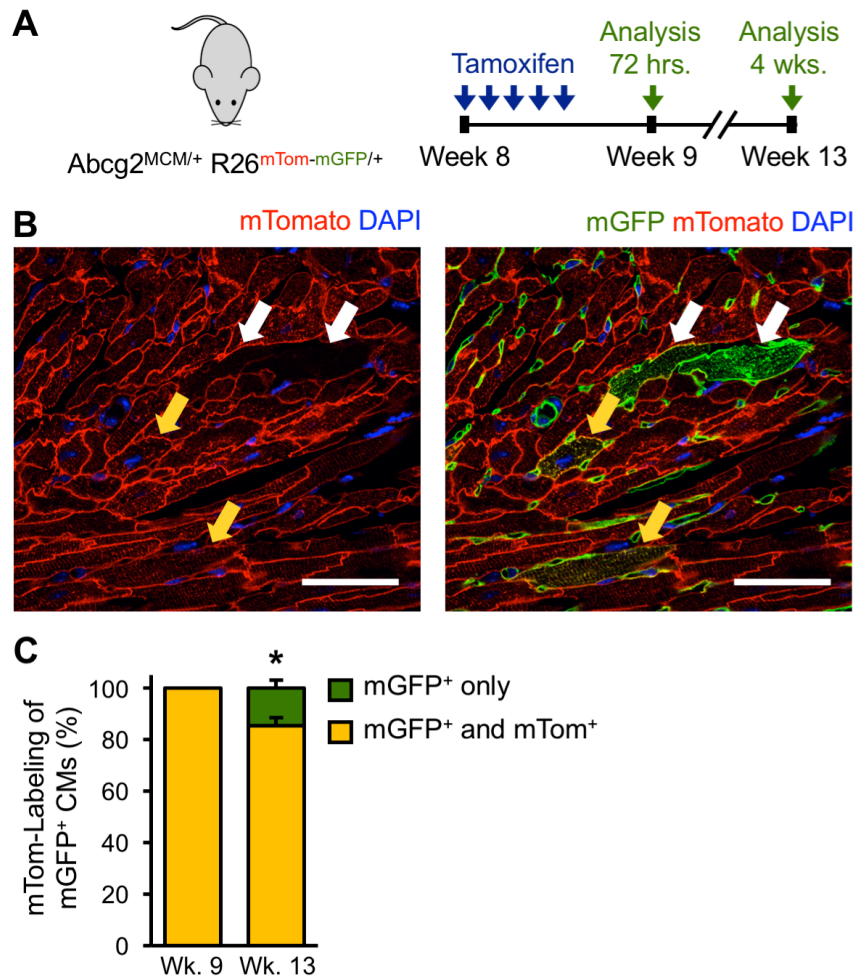 A
Abcg2MCM/+ R26mTom-mGFP/+
Tamoxifen
Analysis
72 hrs.
Analysis
4 wks.
Week 8
Week 9
Week 13
B
mTomato DAPI
mGFP mTomato DAPI
C
mTom-Labeling of
mGFP+ CMs (%)
100
80
60
40
20
0
*
Wk. 9
Wk. 13
mGFP+ only
mGFP+ and mTom+